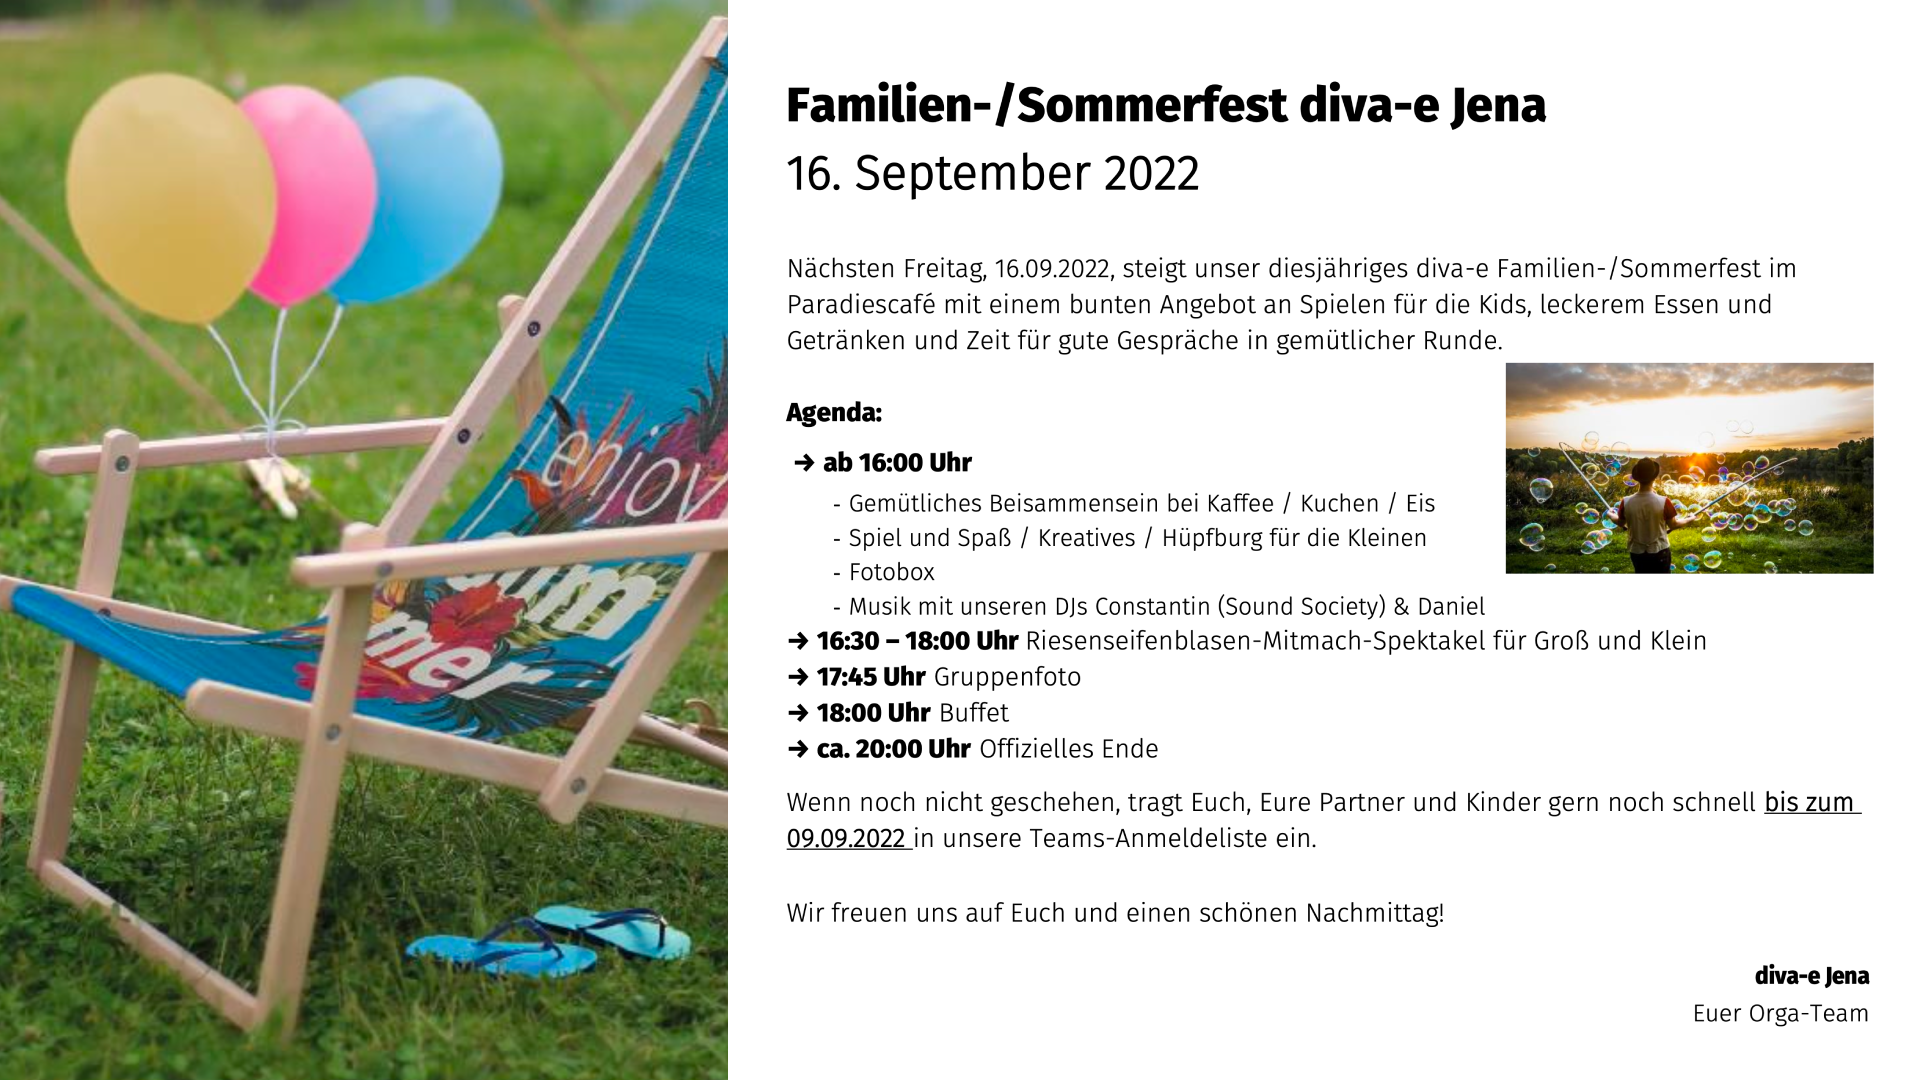 enjoy
summ
mer
Familien-/Sommerfest diva-e Jena
16. September 2022
Nächsten Freitag, 16.09.2022, steigt unser diesjähriges diva-e Familien-/Sommerfest im
Paradiescafé mit einem bunten Angebot an Spielen für die Kids, leckerem Essen und
Getränken und Zeit für gute Gespräche in gemütlicher Runde.
Agenda:
→ ab 16:00 Uhr
- Gemütliches Beisammensein bei Kaffee / Kuchen / Eis
- Spiel und Spaß / Kreatives / Hüpfburg für die Kleinen
- Fotobox
- Musik mit unseren DJs Constantin (Sound Society) & Daniel
→ 16:30 – 18:00 Uhr Riesenseifenblasen-Mitmach-Spektakel für Groß und Klein
→ 17:45 Uhr Gruppenfoto
→ 18:00 Uhr Buffet
→ ca. 20:00 Uhr Offizielles Ende
Wenn noch nicht geschehen, tragt Euch, Eure Partner und Kinder gern noch schnell bis zum
09.09.2022 in unsere Teams-Anmeldeliste ein.
Wir freuen uns auf Euch und einen schönen Nachmittag!
diva-e Jena
Euer Orga-Team